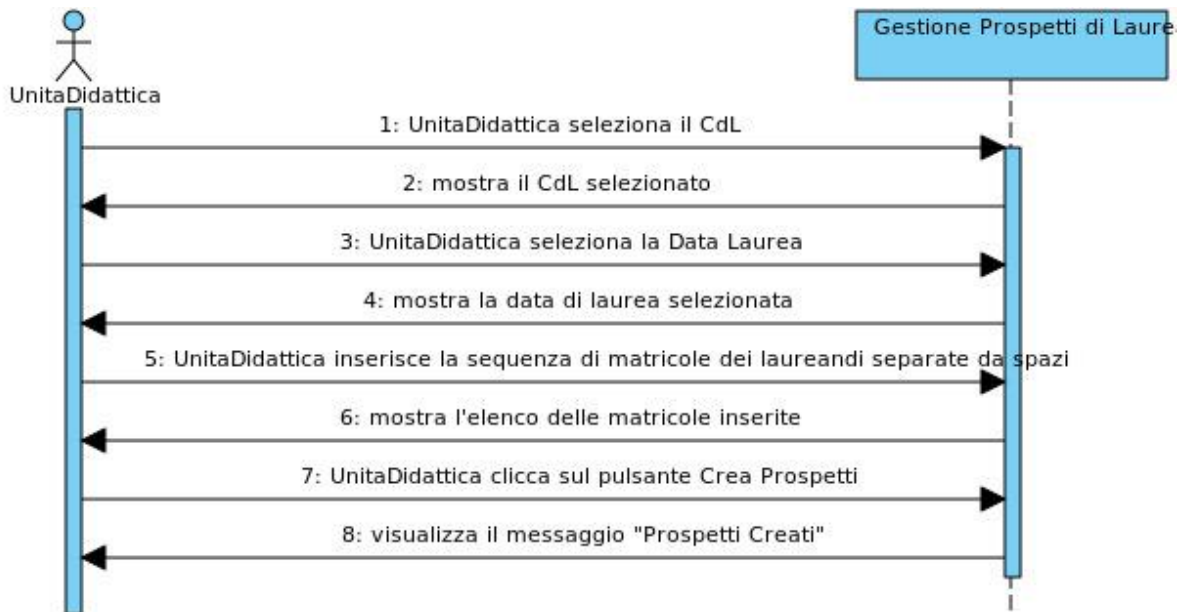 UnitaDidattica
Gestione Prospetti di Laurea
1: UnitaDidattica seleziona il CdL
2: mostra il CdL selezionato
3: UnitaDidattica seleziona la Data Laurea
4: mostra la data di laurea selezionata
5: UnitaDidattica inserisce la sequenza di matricole dei laureandi separate da spazi
6: mostra l'elenco delle matricole inserite
7: UnitaDidattica clicca sul pulsante Crea Prospetti
8: visualizza il messaggio "Prospetti Creati"